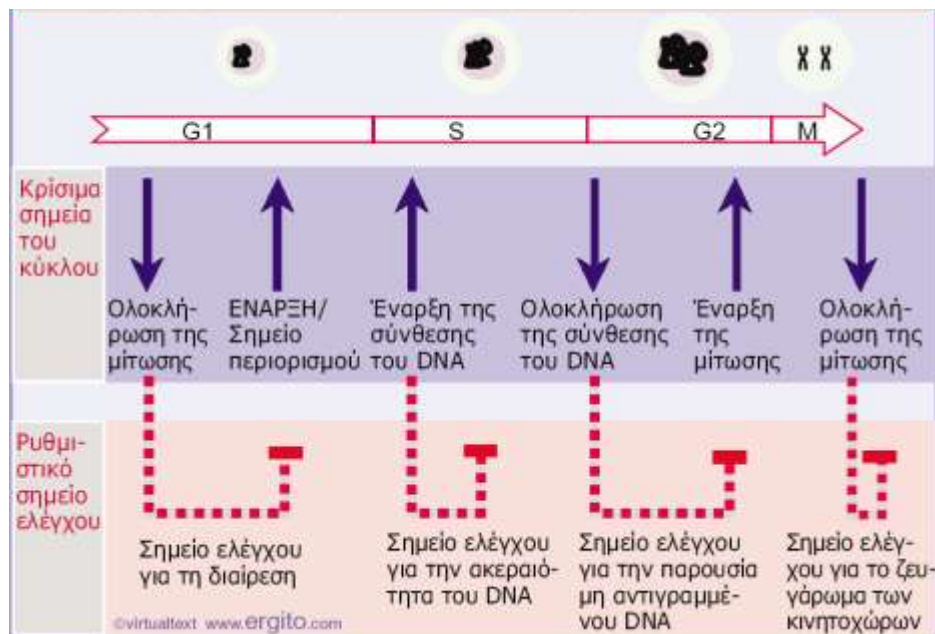 G1 S G2 M
Κρίσιμα
σημεία
του
κύκλου
Ολοκλή-
ρωση της
μίτωσης
ΕΝΑΡΞΗ/
Σημείο
περιορισμού
Έναρξη της
σύνθεσης
του DNA
Ολοκλήρωση
της σύνθεσης
του DNA
Έναρξη
της
μίτωσης
Ολοκλή-
ρωση της
μίτωσης
Ρυθμι-
στικό
σημείο
ελέγχου
Σημείο ελέγχου
για τη διαίρεση
Σημείο ελέγχου
για την ακεραιό-
τητα του DNA
Σημείο ελέγχου
για την παρουσία
μη αντιγραμμέ-
νου DNA
Σημείο ελέγ-
χου για το ζευ-
γάρωμα των
κινητοχώρων
©virtualtext www.ergito.com